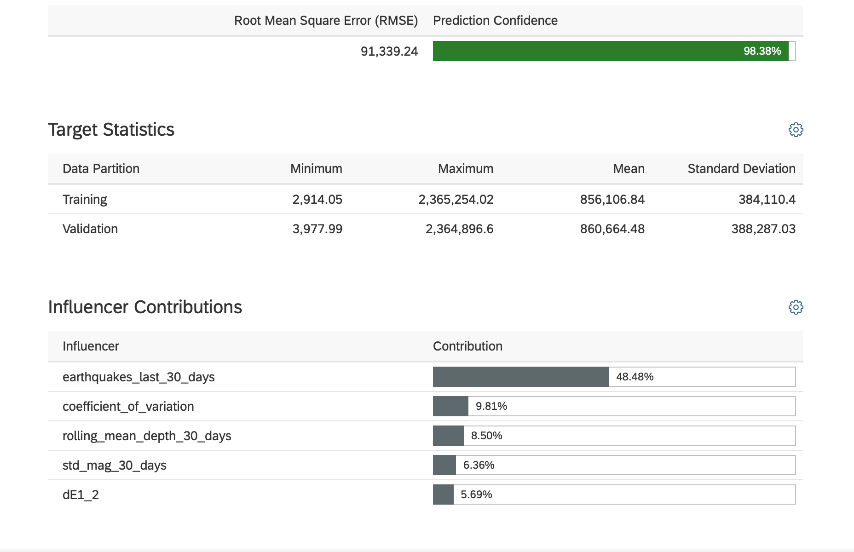 Root Mean Square Error (RMSE) Prediction Confidence
91,339.24 98.38%
Target Statistics
Data Partition Minimum Maximum Mean Standard Deviation
Training 2,914.05 2,365,254.02 856,106.84 384,110.4
Validation 3,977.99 2,364,896.6 860,664.48 388,287.03
Influencer Contributions
Influencer Contribution
earthquakes_last_30_days 48.48%
coefficient_of_variation 9.81%
rolling_mean_depth_30_days 8.50%
std_mag_30_days 6.36%
dE1_2 5.69%